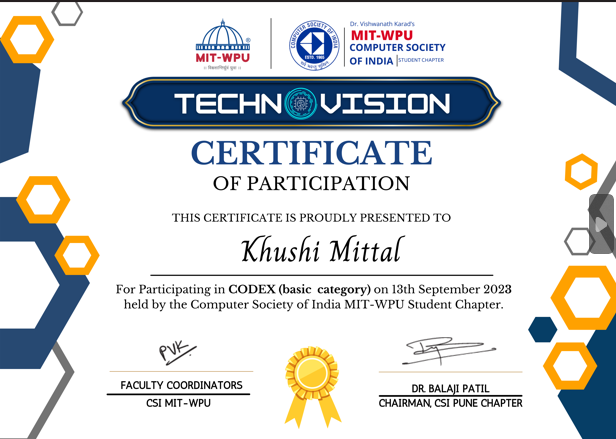 MIT-WPU
Dr. Vishwanath Karad's
MIT-WPU
COMPUTER SOCIETY
OF INDIA | STUDENT CHAPTER
COMPUTER SOCIETY OF INDIA
ESTD. 1965
TECHNOVISION
CERTIFICATE
OF PARTICIPATION
THIS CERTIFICATE IS PROUDLY PRESENTED TO
Khushi Mittal
For Participating in CODEX (basic category) on 13th September 2023
held by the Computer Society of India MIT-WPU Student Chapter.
PVK
FACULTY COORDINATORS
CSI MIT-WPU
DR. BALAJI PATIL
CHAIRMAN, CSI PUNE CHAPTER